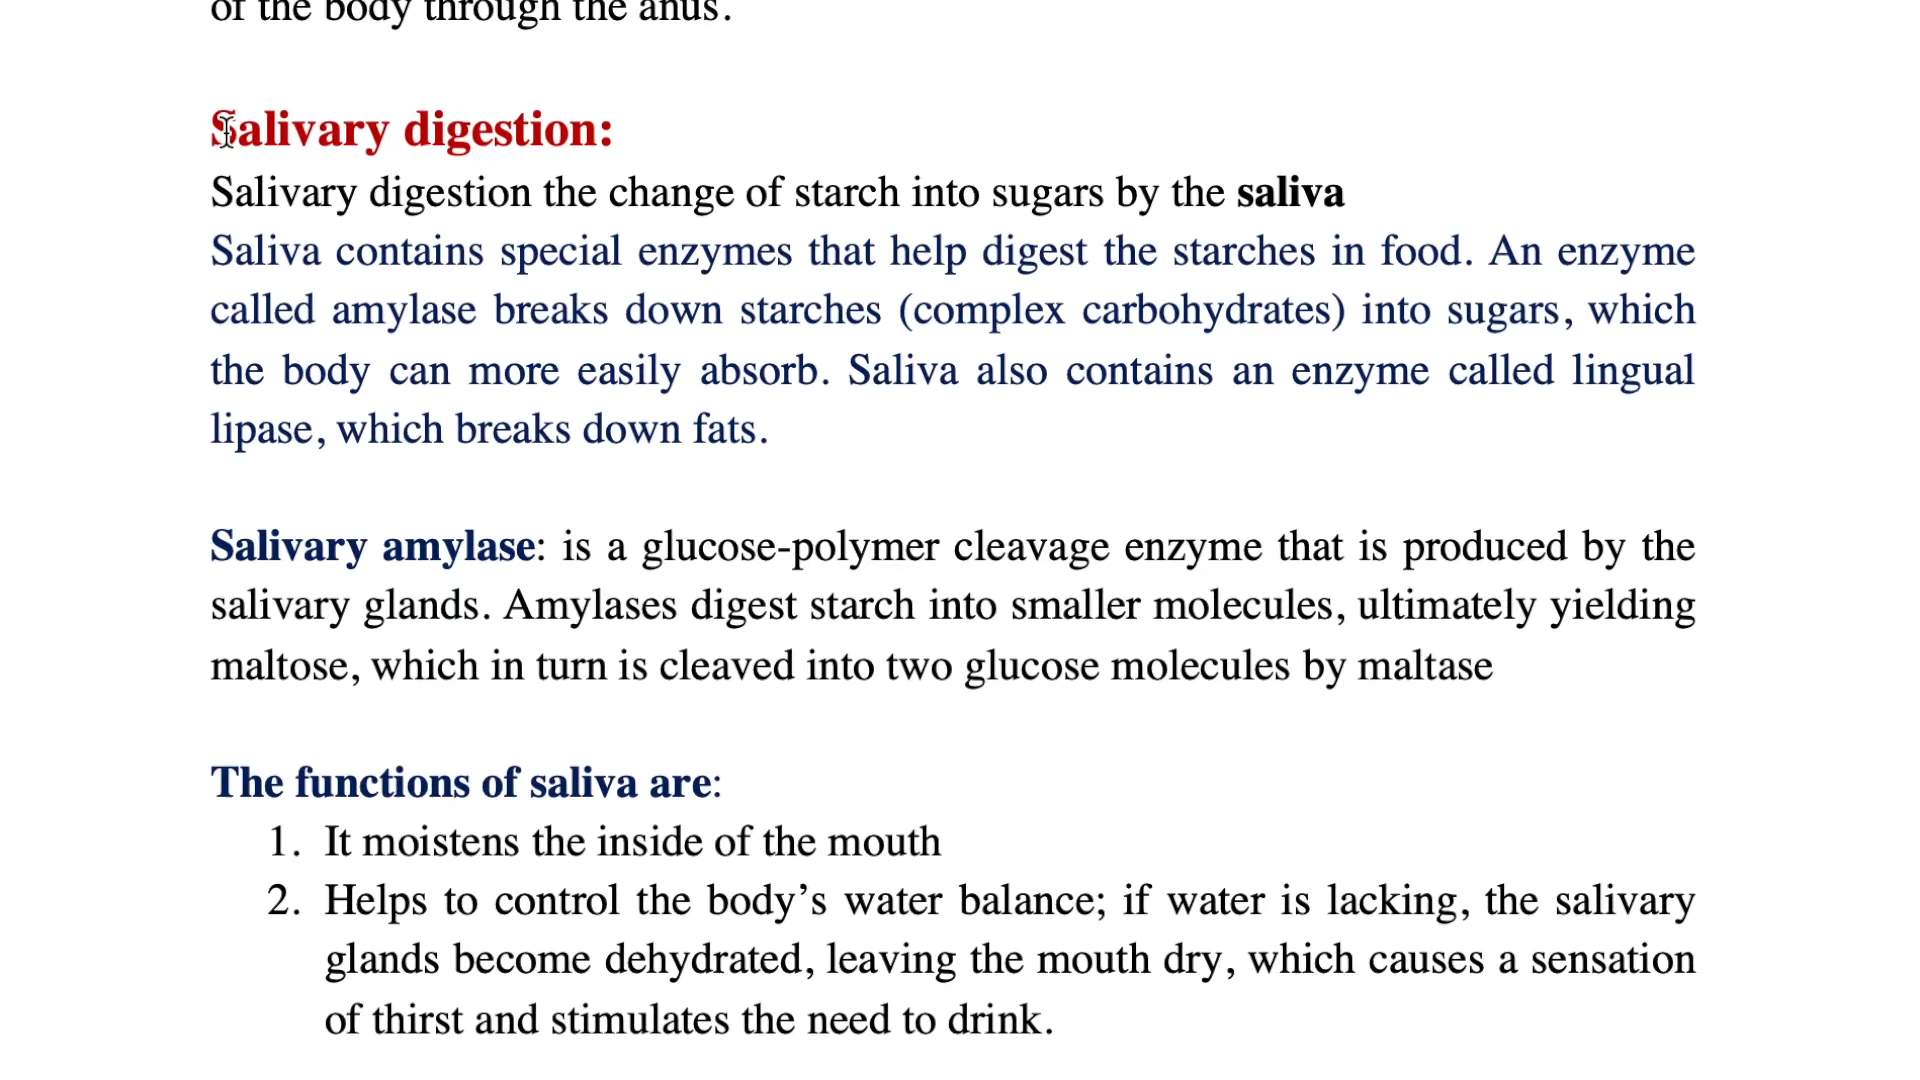 of the body through the anus.
Salivary digestion:
Salivary digestion the change of starch into sugars by the saliva
Saliva contains special enzymes that help digest the starches in food. An enzyme
called amylase breaks down starches (complex carbohydrates) into sugars, which
the body can more easily absorb. Saliva also contains an enzyme called lingual
lipase, which breaks down fats.
Salivary amylase: is a glucose-polymer cleavage enzyme that is produced by the
salivary glands. Amylases digest starch into smaller molecules, ultimately yielding
maltose, which in turn is cleaved into two glucose molecules by maltase
The functions of saliva are:
1. It moistens the inside of the mouth
2. Helps to control the body’s water balance; if water is lacking, the salivary
glands become dehydrated, leaving the mouth dry, which causes a sensation
of thirst and stimulates the need to drink.